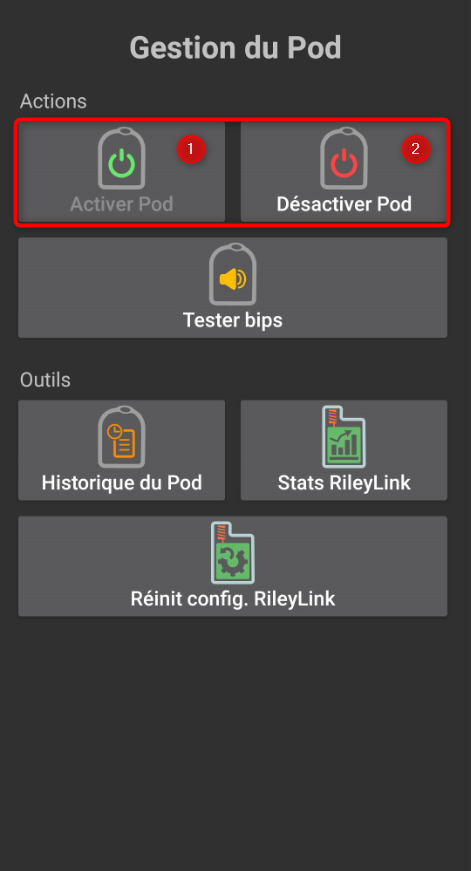 Gestion du Pod
Actions
1
2
Activer Pod
Désactiver Pod
Tester bips
Outils
Historique du Pod
Stats RileyLink
Réinit config. RileyLink